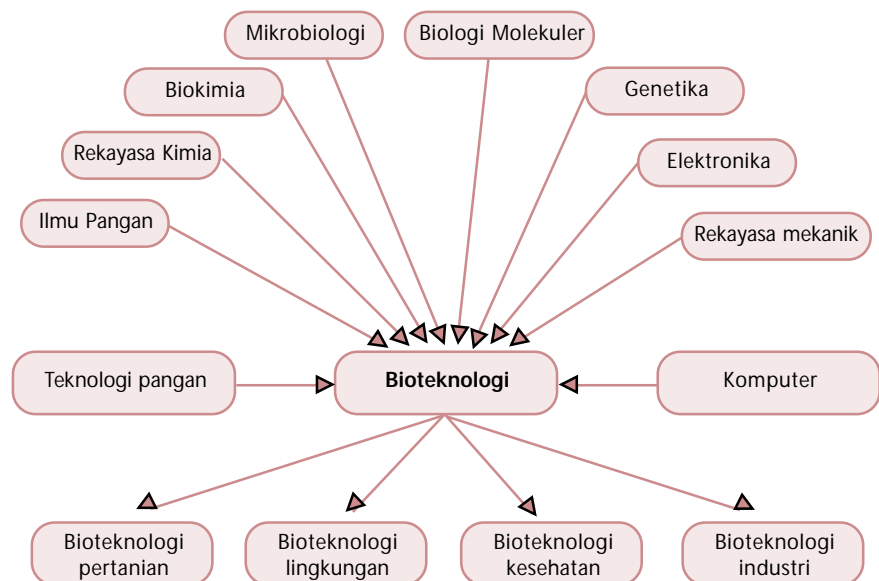 Mikrobiologi
Biologi Molekuler
Biokimia
Genetika
Rekayasa Kimia
Elektronika
Ilmu Pangan
Rekayasa mekanik
Teknologi pangan
Bioteknologi
Komputer
Bioteknologi
pertanian
Bioteknologi
lingkungan
Bioteknologi
kesehatan
Bioteknologi
industri